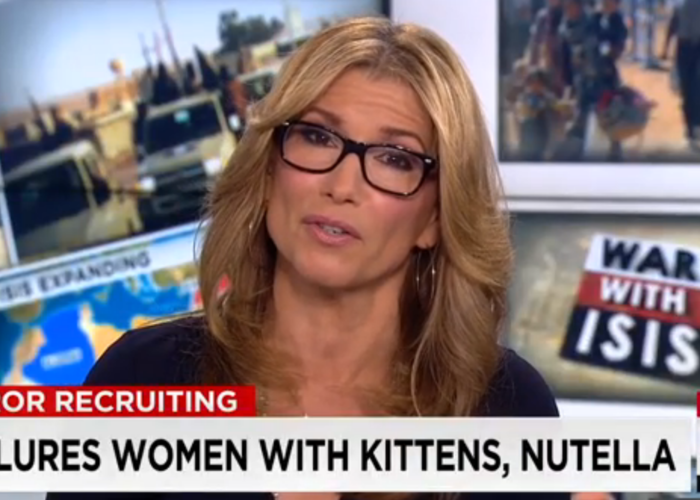 ISIS EXPANDING
WAR
WITH
ISIS
OR RECRUITING
LURES WOMEN WITH KITTENS, NUTELLA